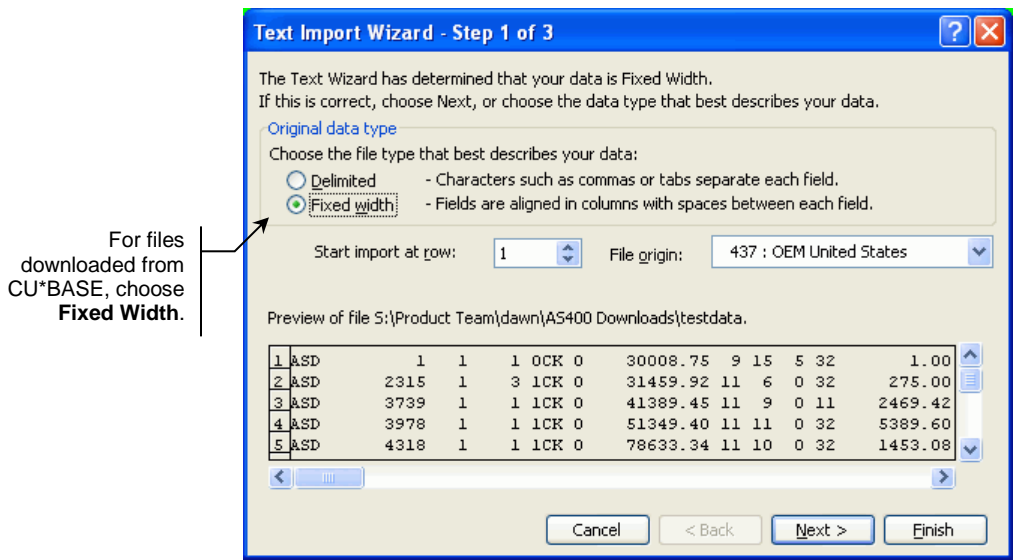 Text Import Wizard - Step 1 of 3
The Text Wizard has determined that your data is Fixed Width.
If this is correct, choose Next, or choose the data type that best describes your data.
Original data type
Choose the file type that best describes your data:
Delimited - Characters such as commas or tabs separate each field.
Fixed width - Fields are aligned in columns with spaces between each field.
For files
downloaded from
CU*BASE, choose
Fixed Width.
Start import at row: 1 File origin: 437 : OEM United States
Preview of file S:\Product Team\dawn\AS400 Downloads\testdata.
1 ASD 1 1 1 0CK 0 30008.75 9 15 5 32 1.00
2 ASD 2315 1 3 1CK 0 31459.92 11 6 0 32 275.00
3 ASD 3739 1 1 1CK 0 41389.45 11 9 0 11 2469.42
4 ASD 3978 1 1 1CK 0 51349.40 11 11 0 32 5389.60
5 ASD 4318 1 1 1CK 0 78633.34 11 10 0 32 1453.08
Cancel < Back Next > Finish